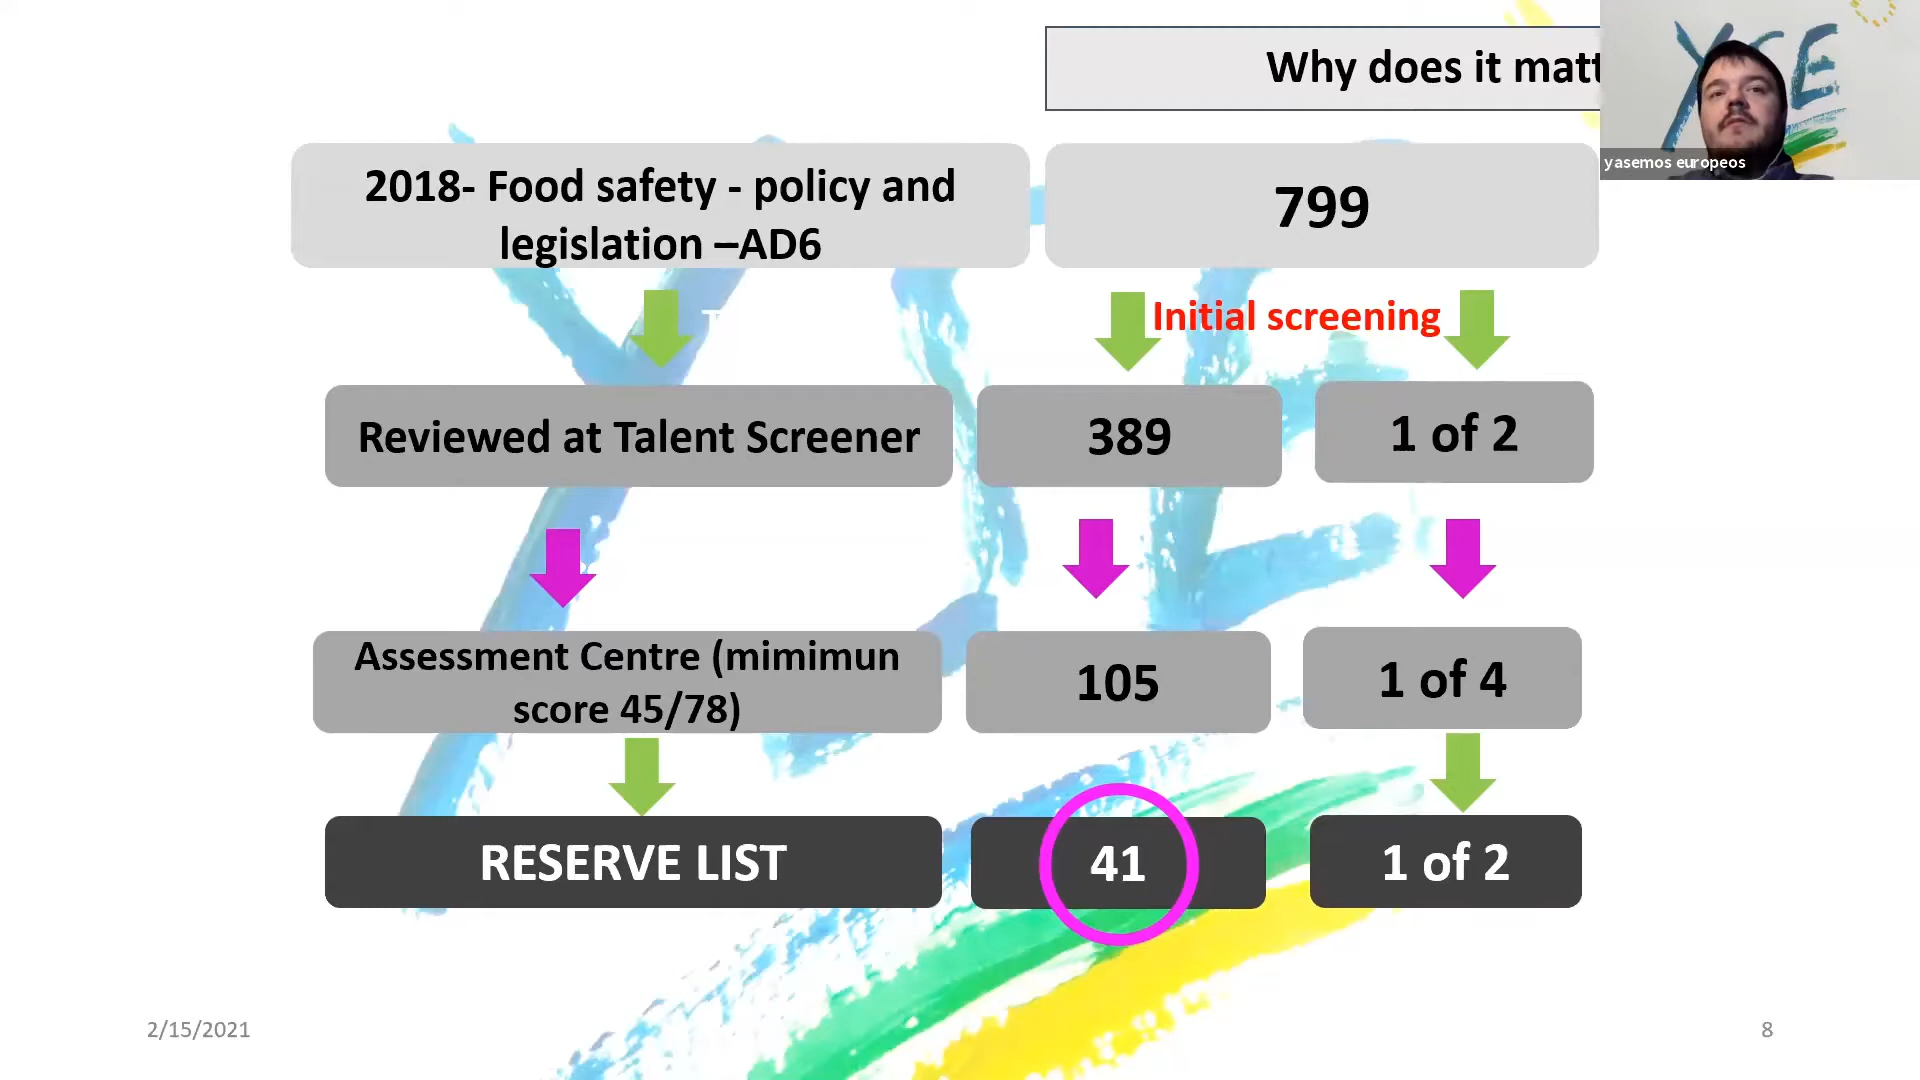 Why does it matt
YSE
yasemos europeos
2018- Food safety - policy and
legislation –AD6
799
Initial screening
Reviewed at Talent Screener
389
1 of 2
Assessment Centre (mimimun
score 45/78)
105
1 of 4
RESERVE LIST
41
1 of 2
2/15/2021
8